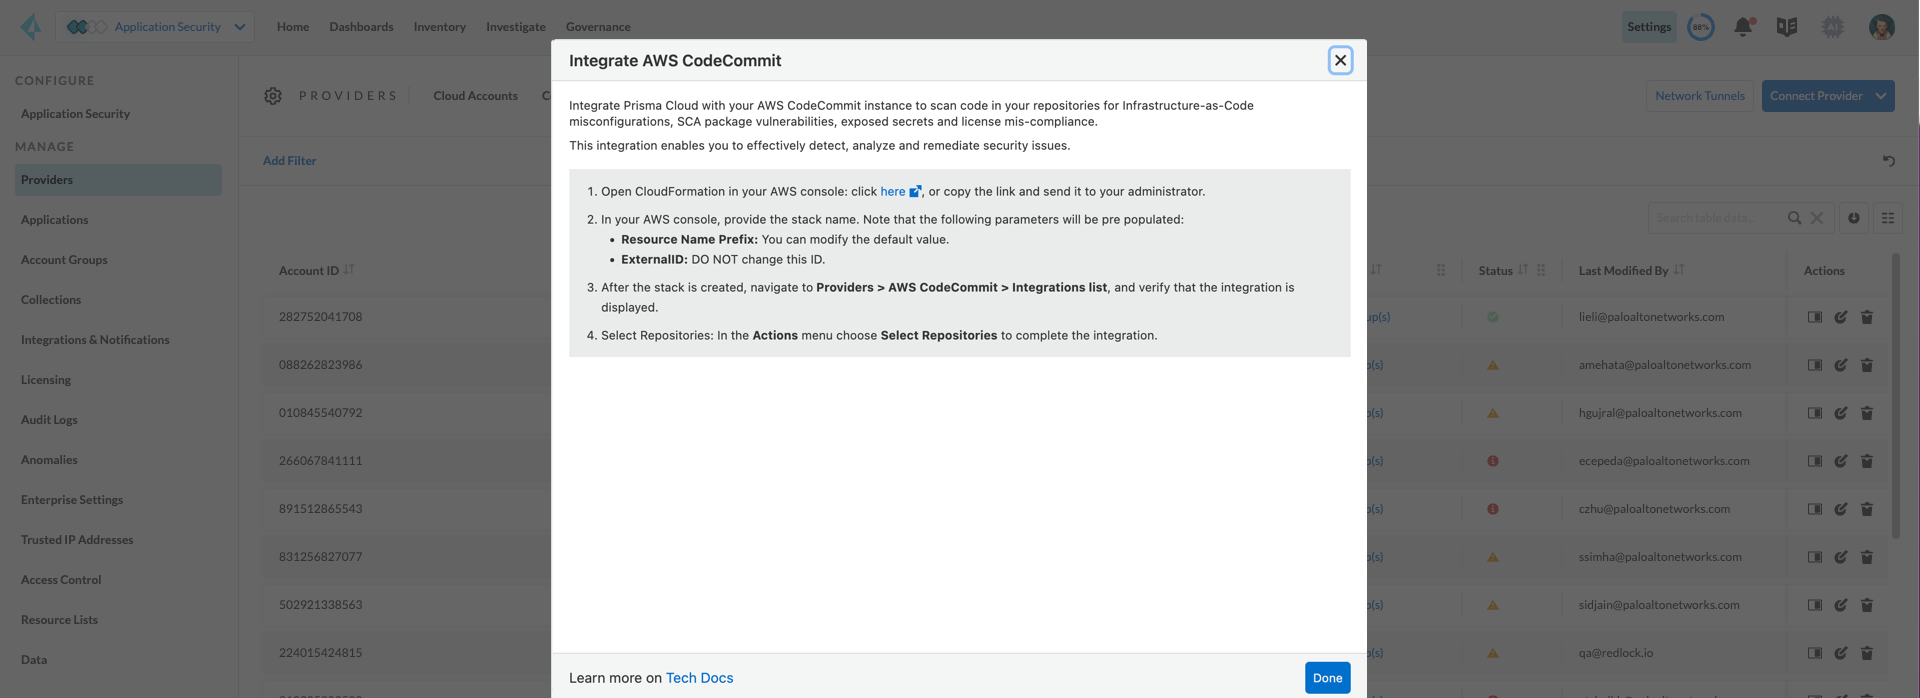 Application Security
Home
Dashboards
Inventory
Investigate
Governance
Settings
88%
AI
CONFIGURE
Application Security
MANAGE
Providers
Applications
Account Groups
Collections
Integrations & Notifications
Licensing
Audit Logs
Anomalies
Enterprise Settings
Trusted IP Addresses
Access Control
Resource Lists
Data
PROVIDERS
Cloud Accounts
Network Tunnels
Connect Provider
Add Filter
Search table data...
Account ID
Status
Last Modified By
Actions
282752041708
up(s)
lieli@paloaltonetworks.com
088262823986
p(s)
amehata@paloaltonetworks.com
010845540792
p(s)
hgujral@paloaltonetworks.com
266067841111
p(s)
ecepeda@paloaltonetworks.com
891512865543
p(s)
czhu@paloaltonetworks.com
831256827077
p(s)
ssimha@paloaltonetworks.com
502921338563
p(s)
sidjain@paloaltonetworks.com
224015424815
p(s)
qa@redlock.io
Integrate AWS CodeCommit
Integrate Prisma Cloud with your AWS CodeCommit instance to scan code in your repositories for Infrastructure-as-Code
misconfigurations, SCA package vulnerabilities, exposed secrets and license mis-compliance.
This integration enables you to effectively detect, analyze and remediate security issues.
1. Open CloudFormation in your AWS console: click here, or copy the link and send it to your administrator.
2. In your AWS console, provide the stack name. Note that the following parameters will be pre populated:
• Resource Name Prefix: You can modify the default value.
• ExternalID: DO NOT change this ID.
3. After the stack is created, navigate to Providers > AWS CodeCommit > Integrations list, and verify that the integration is
displayed.
4. Select Repositories: In the Actions menu choose Select Repositories to complete the integration.
Learn more on Tech Docs
Done